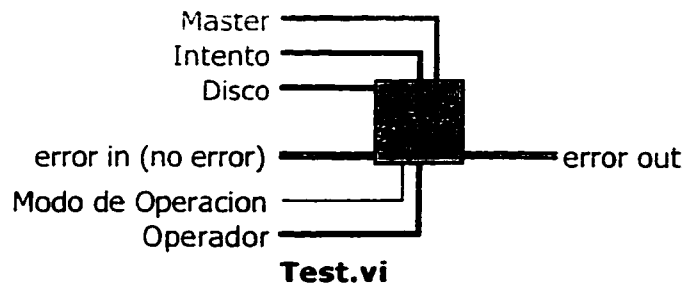 Master
Intento
Disco
error in (no error)
error out
Modo de Operacion
Operador
Test.vi